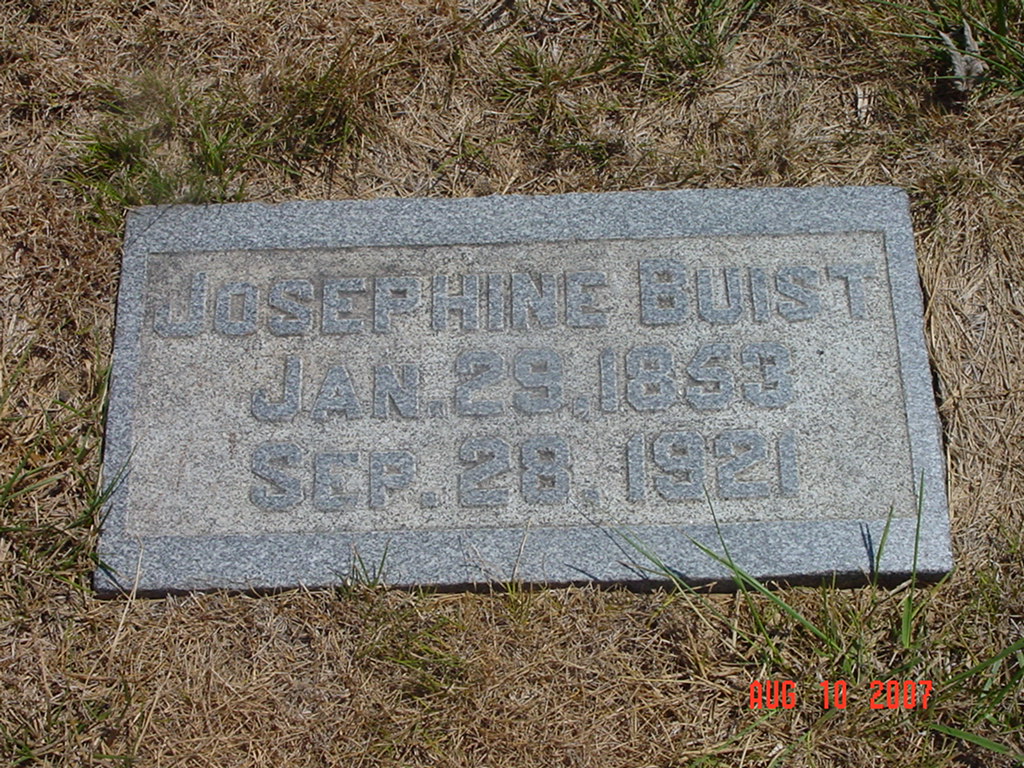 JOSEPHINE BUIST
JAN. 29, 1853
SEP. 28, 1921
AUG 10 2007